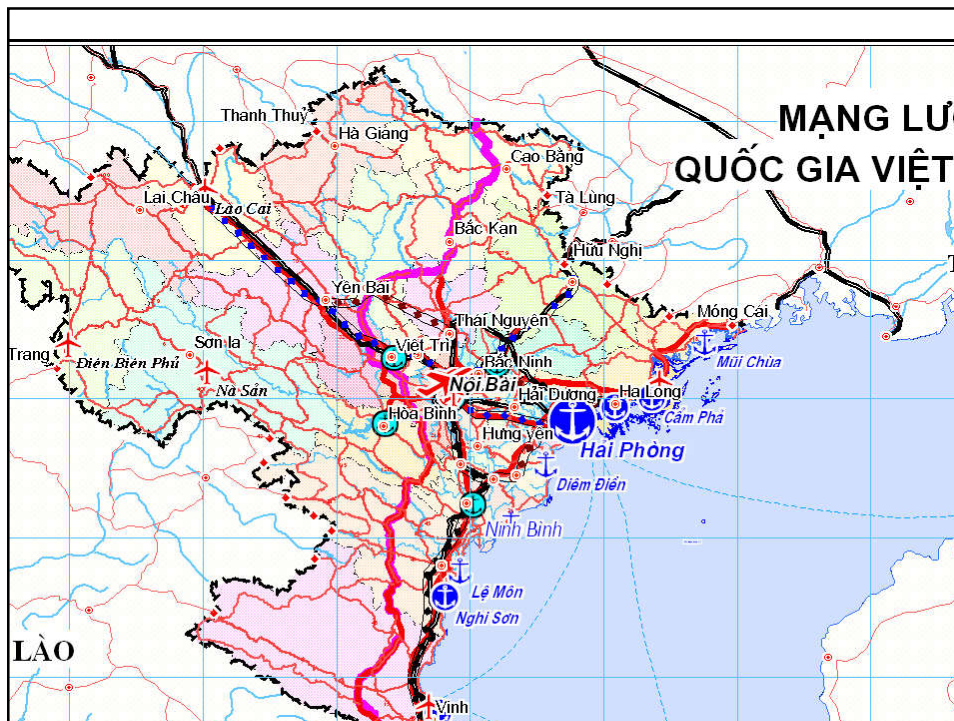 MẠNG LƯƠ
QUỐC GIA VIỆT
Thanh Thuỷ
Hà Giang
Cao Bằng
Lai Châu
Lào Cai
Tà Lùng
Bắc Kạn
Hữu Nghị
Yên Bái
Móng Cái
Thái Nguyên
Trang
Sơn la
Điện Biên Phủ
Việt Trì
Bắc Ninh
Mũi Chùa
Nà Sản
Nội Bài
Hải Dương
Hạ Long
Hòa Bình
Cẩm Phả
Hưng yên
Hải Phòng
Diêm Điền
Ninh Bình
Lệ Môn
Nghi Sơn
LÀO
Vinh